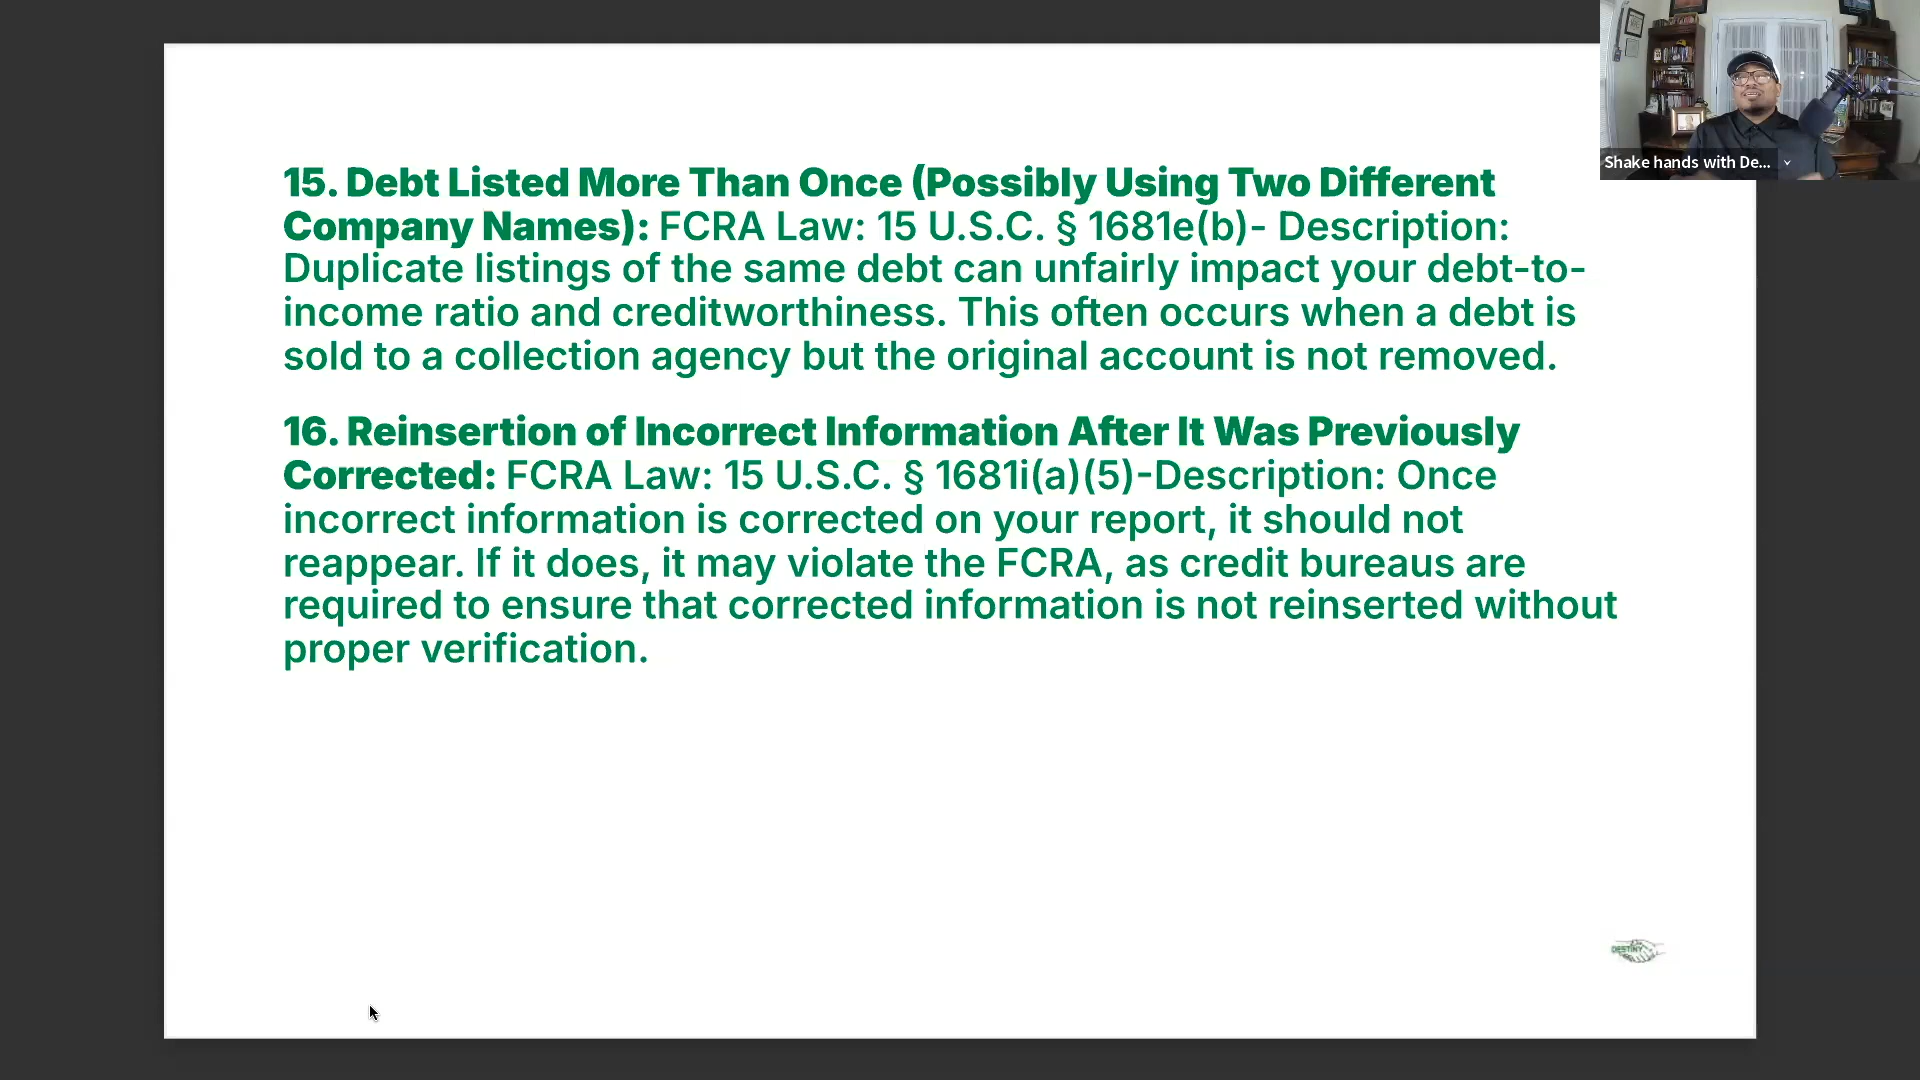 15. Debt Listed More Than Once (Possibly Using Two Different
Company Names): FCRA Law: 15 U.S.C. § 1681e(b)- Description:
Duplicate listings of the same debt can unfairly impact your debt-to-
income ratio and creditworthiness. This often occurs when a debt is
sold to a collection agency but the original account is not removed.
16. Reinsertion of Incorrect Information After It Was Previously
Corrected: FCRA Law: 15 U.S.C. § 1681i(a)(5)-Description: Once
incorrect information is corrected on your report, it should not
reappear. If it does, it may violate the FCRA, as credit bureaus are
required to ensure that corrected information is not reinserted without
proper verification.
Shake hands with De...
DESTINY